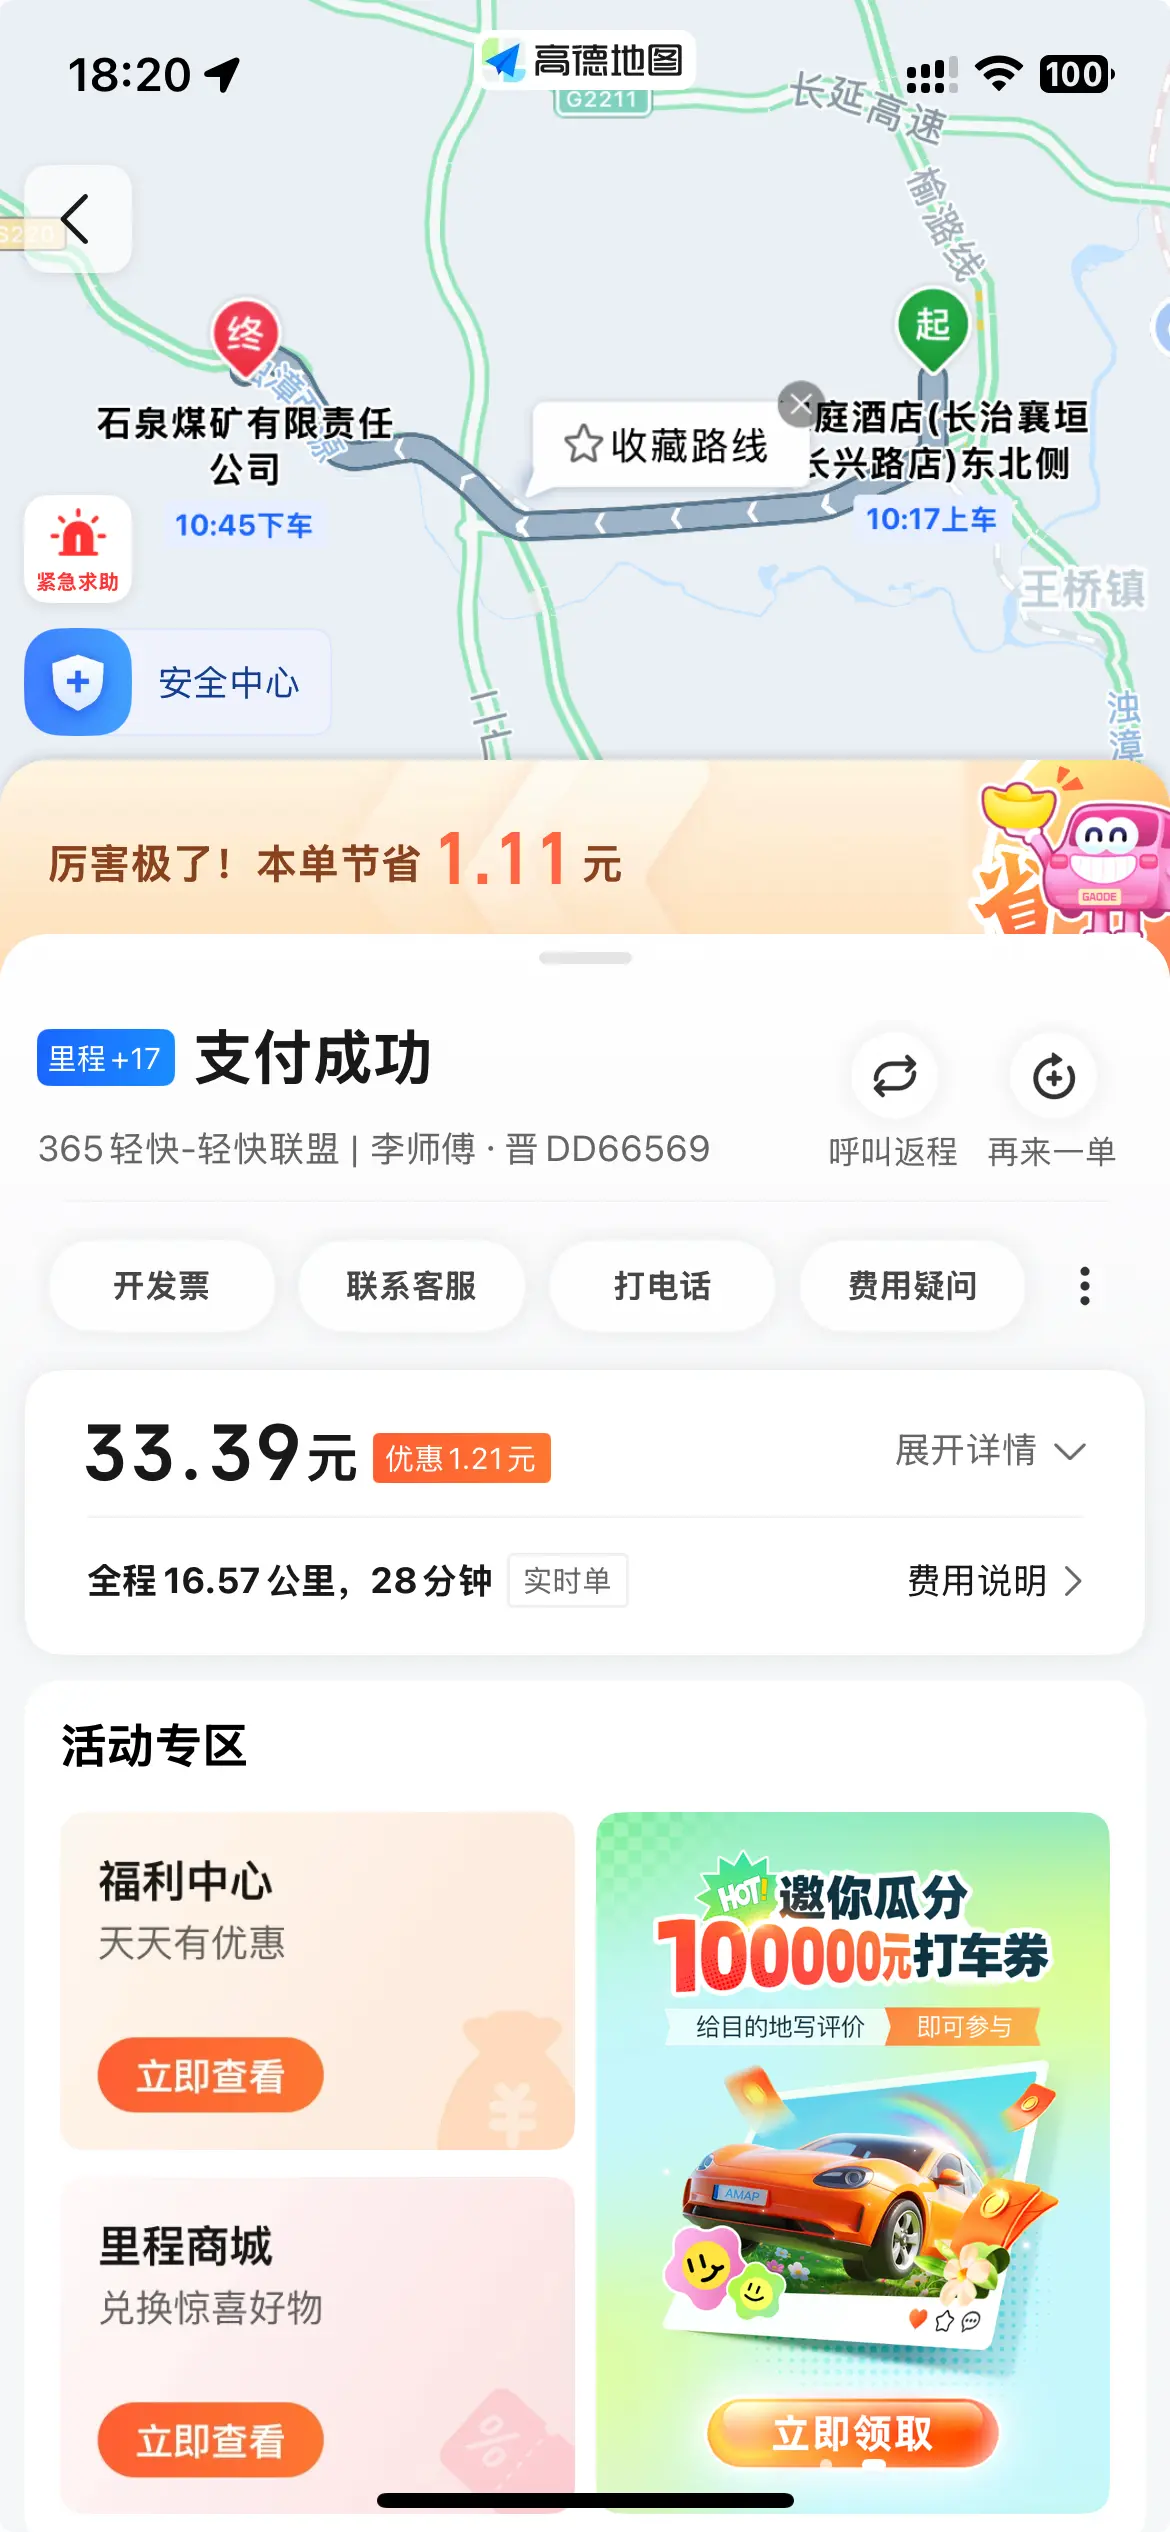 18:20
高德地图
100
G2211
长延高速
榆潞线
S220
终
起
石泉煤矿有限责任
公司
10:45下车
收藏路线
庭酒店(长治襄垣
长兴路店)东北侧
10:17上车
紧急求助
王桥镇
安全中心
二广
浊漳
厉害极了！本单节省 1.11 元
省
GAODE
里程+17
支付成功
365轻快-轻快联盟 | 李师傅 · 晋DD66569
呼叫返程
再来一单
开发票
联系客服
打电话
费用疑问
33.39元
优惠1.21元
展开详情
全程16.57公里，28分钟
实时单
费用说明
活动专区
福利中心
天天有优惠
立即查看
里程商城
兑换惊喜好物
立即查看
HOT!
邀你瓜分
100000元打车券
给目的地写评价
即可参与
AMAP
立即领取